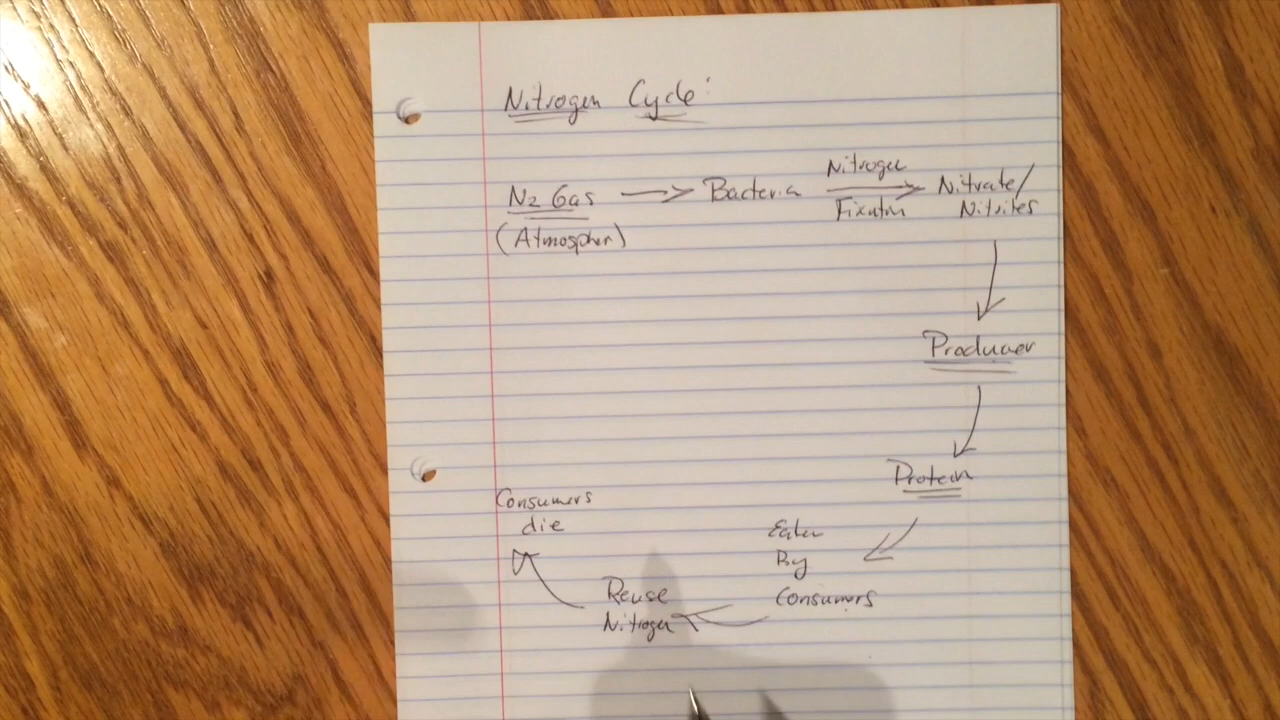 Nitrogen Cycle:
N2 Gas
(Atmospher)
Bacteria
Nitrogen
Fixation
Nitrate/
Nitrites
Producer
Protein
Eaten
By
Consumers
Reuse
Nitrogen
Consumers
die